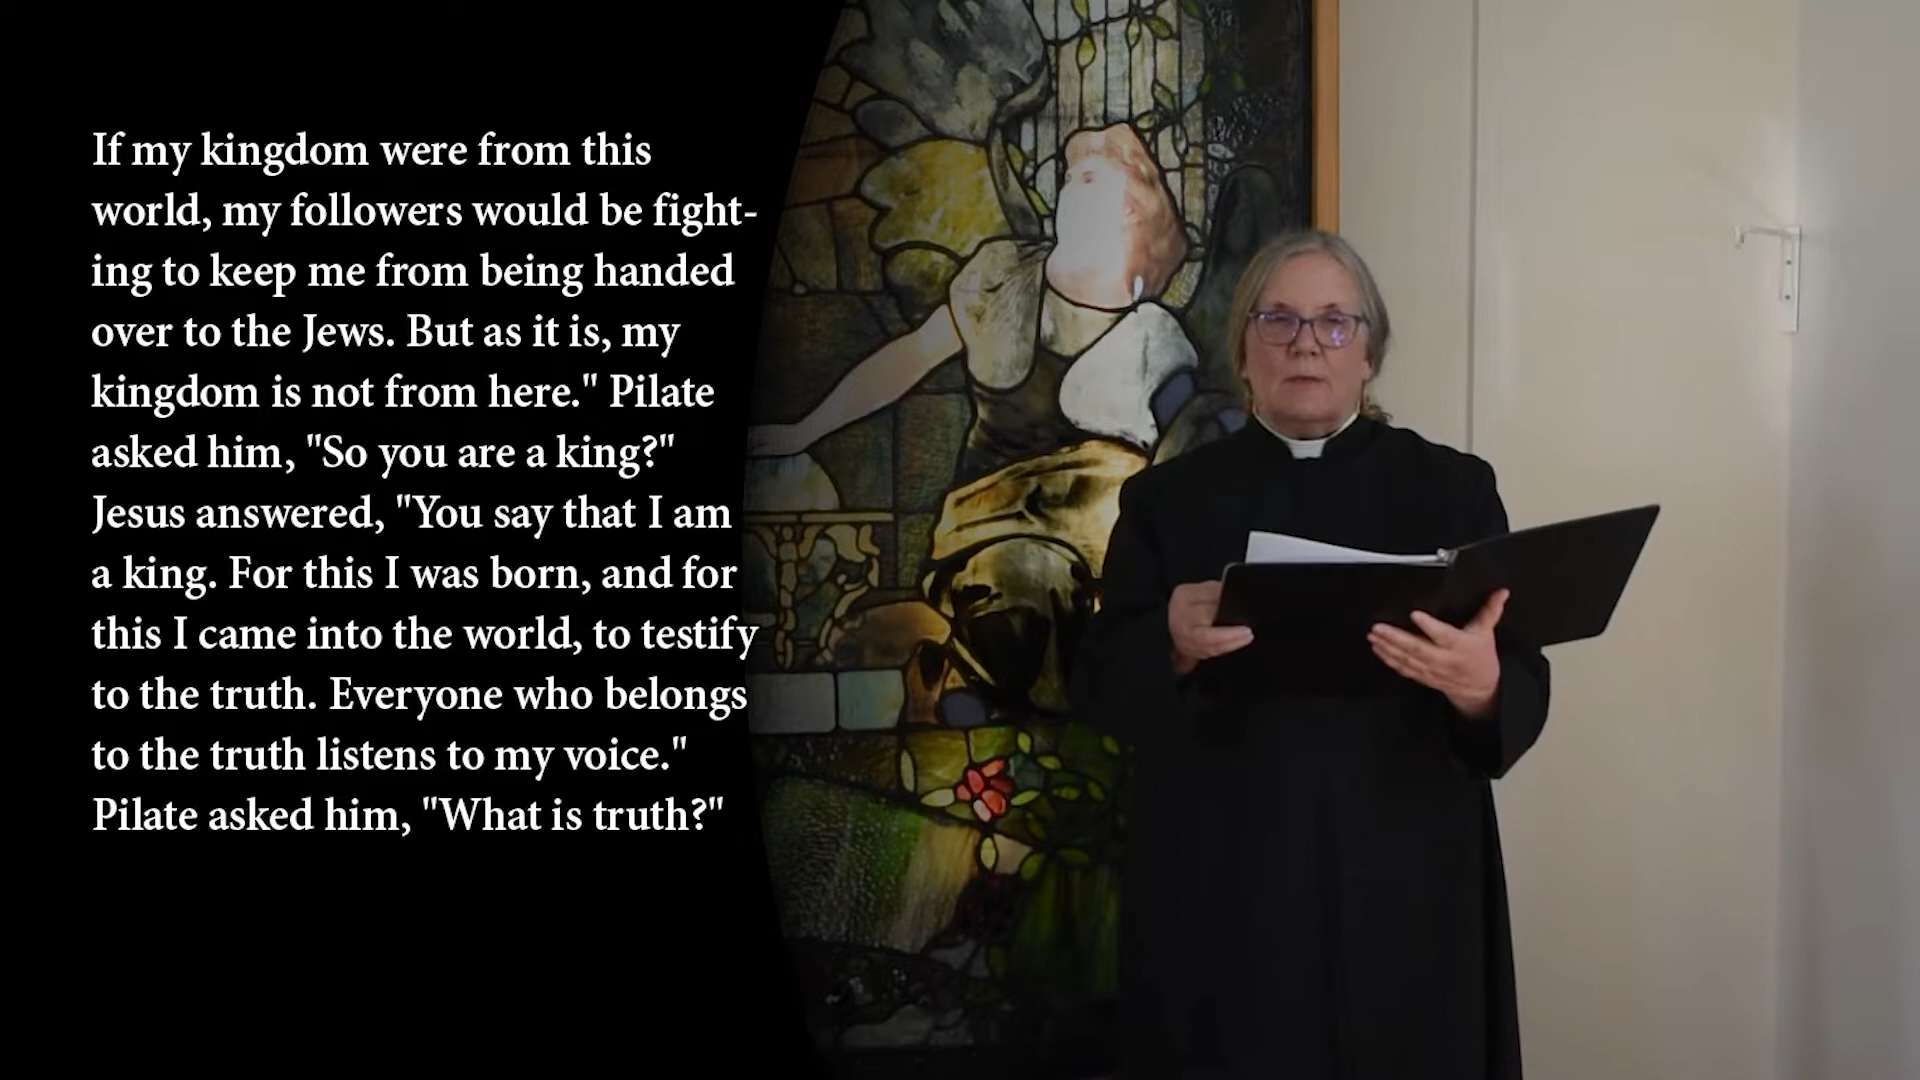 If my kingdom were from this
world, my followers would be fight-
ing to keep me from being handed
over to the Jews. But as it is, my
kingdom is not from here." Pilate
asked him, "So you are a king?"
Jesus answered, "You say that I am
a king. For this I was born, and for
this I came into the world, to testify
to the truth. Everyone who belongs
to the truth listens to my voice."
Pilate asked him, "What is truth?"